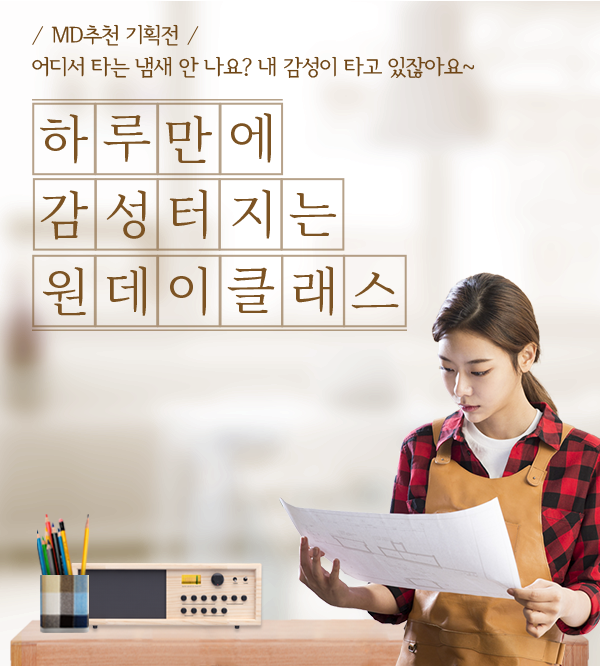 / MD추천 기획전 /
어디서 타는 냄새 안 나요? 내 감성이 타고 있잖아요~
하루만에
감성터지는
원데이클래스